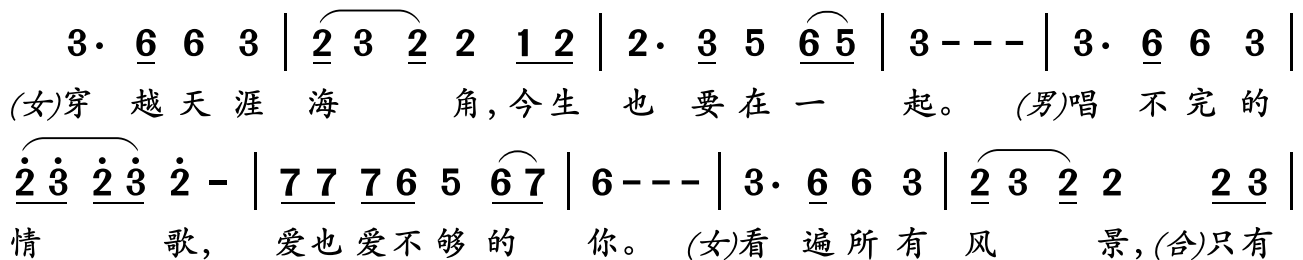 3· 6 6 3 | 2 3 2 2 1 2 | 2· 3 5 6 5 | 3 – – – | 3· 6 6 3 |
(女)穿 越 天 涯 海 角, 今 生 也 要 在 一 起。 (男)唱 不 完 的
2̇ 3̇ 2̇ 3̇ 2̇ – | 7 7 7 6 5 6 7 | 6 – – – | 3· 6 6 3 | 2 3 2 2 2 3 |
情 歌, 爱 也 爱 不 够 的 你。 (女)看 遍 所 有 风 景, (合)只 有